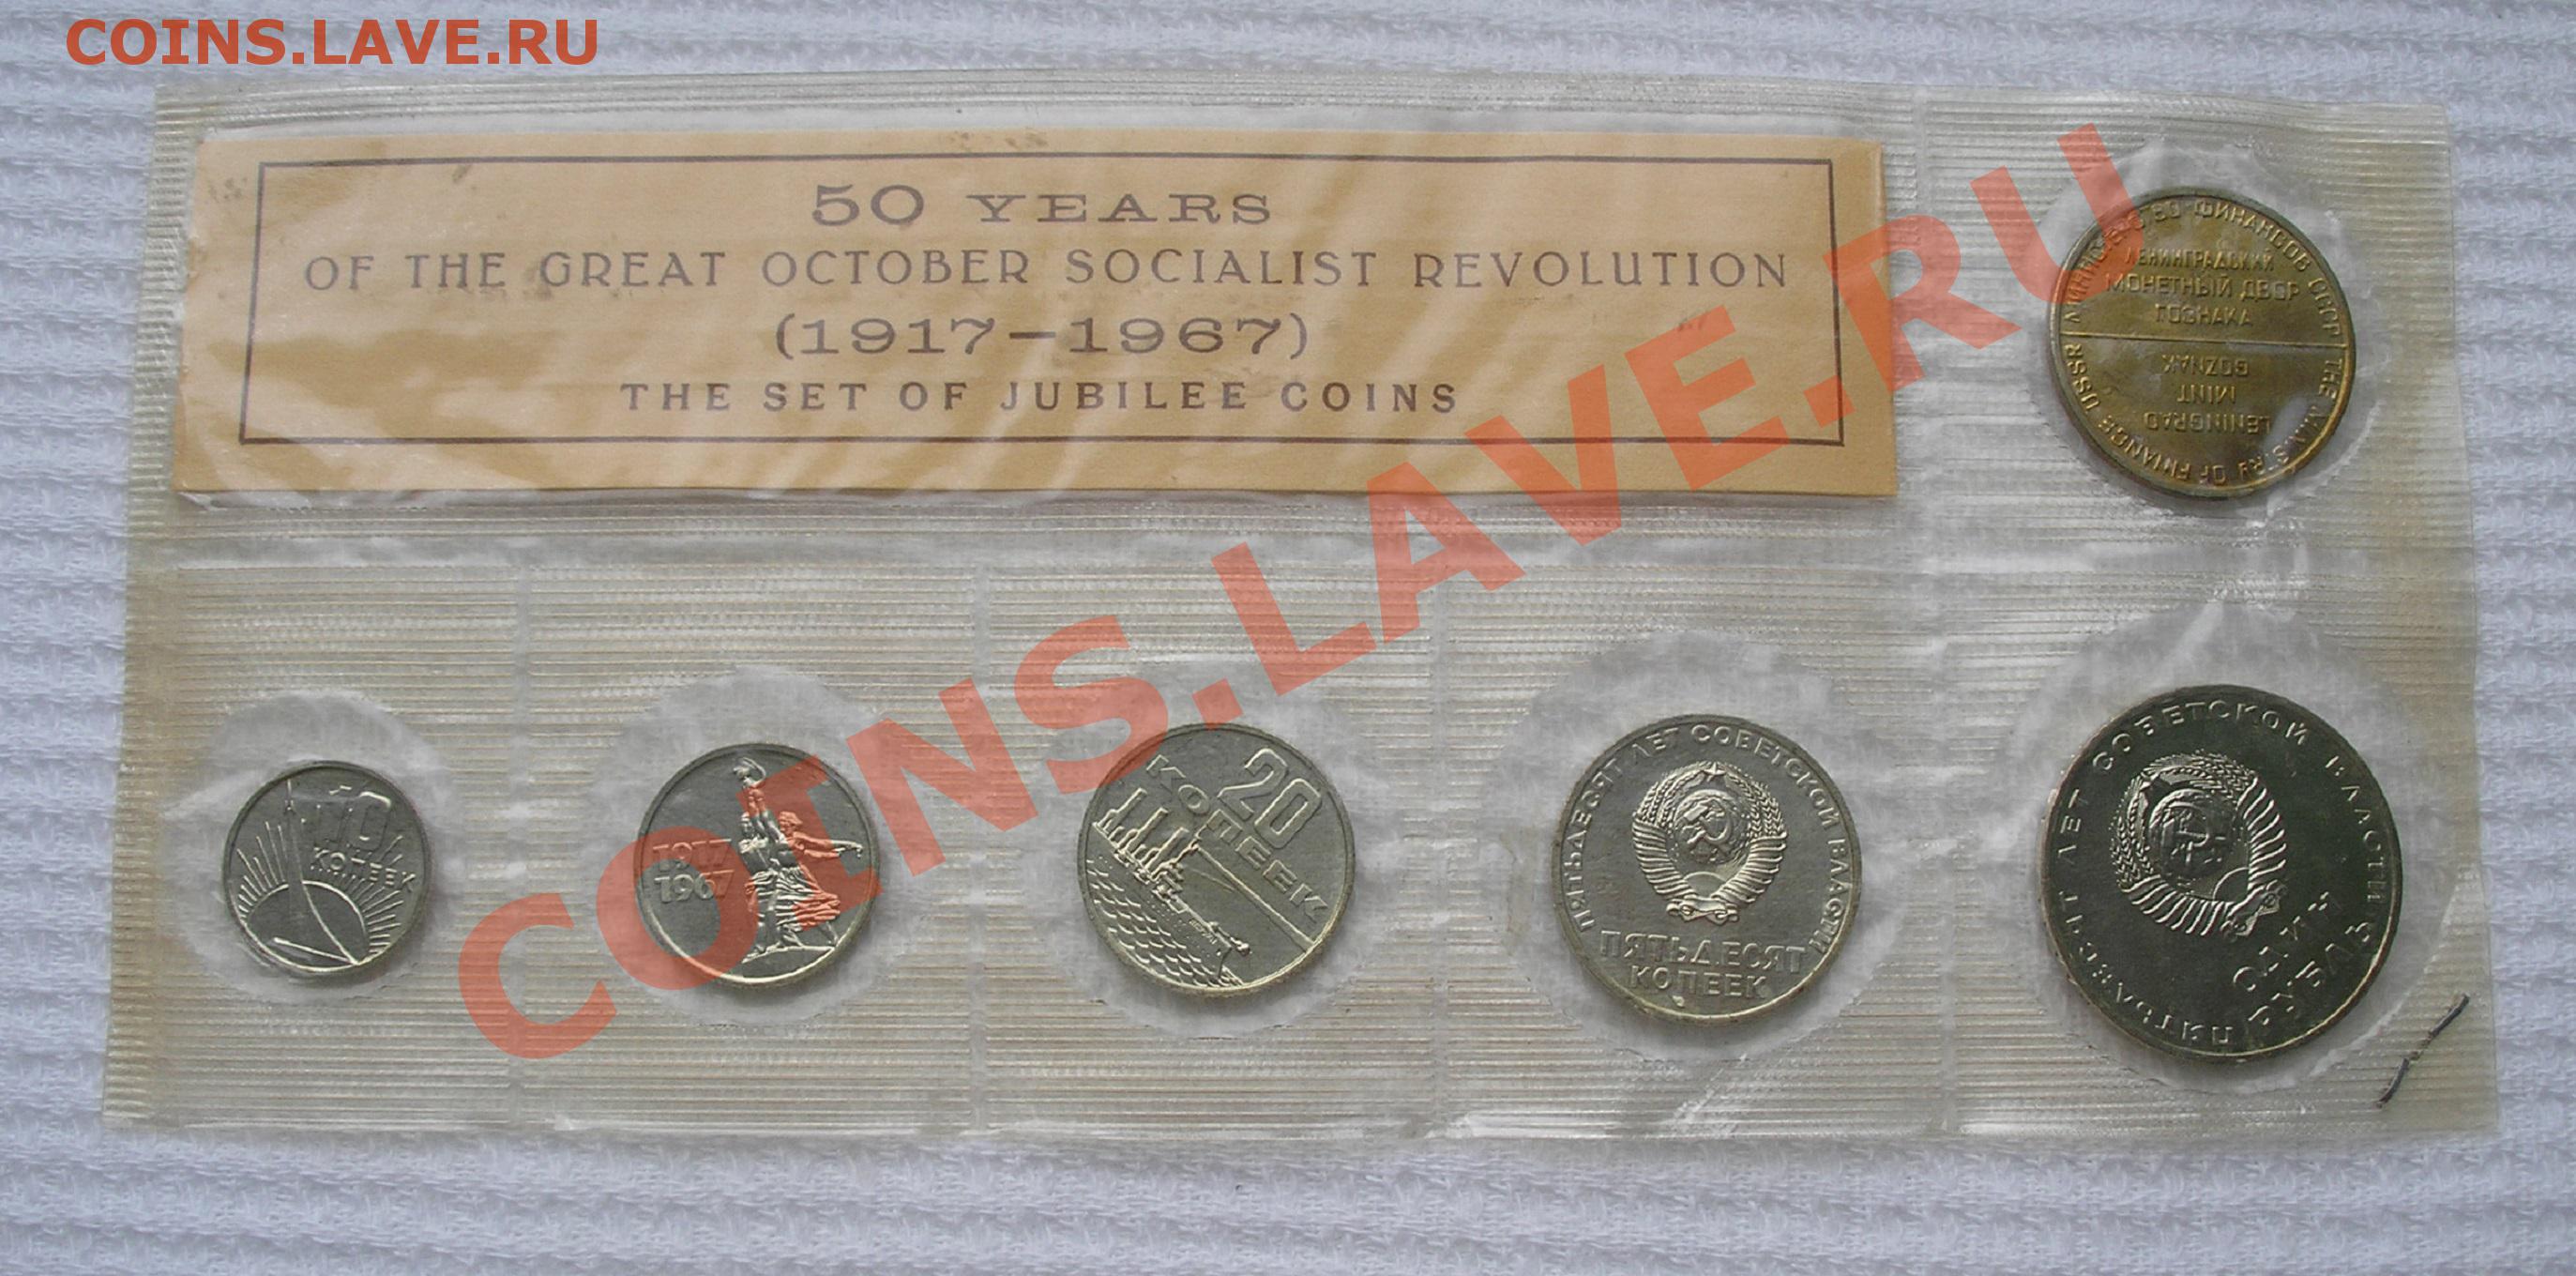 COINS.LAVE.RU
50 YEARS
OF THE GREAT OCTOBER SOCIALIST REVOLUTION
(1917-1967)
THE SET OF JUBILEE COINS
МИНИСТЕРСТВО ФИНАНСОВ СССР
ЛЕНИНГРАДСКИЙ
МОНЕТНЫЙ ДВОР
ГОЗНАКА
THE MINISTRY OF FINANCE USSR
LENINGRAD
MINT
GOZNAK
COINS.LAVE.RU
10
КОПЕЕК
1917
1967
20
КОПЕЕК
ПЯТЬДЕСЯТ ЛЕТ СОВЕТСКОЙ ВЛАСТИ
ПЯТЬДЕСЯТ
КОПЕЕК
ПЯТЬДЕСЯТ ЛЕТ СОВЕТСКОЙ ВЛАСТИ
ОДИН
РУБЛЬ